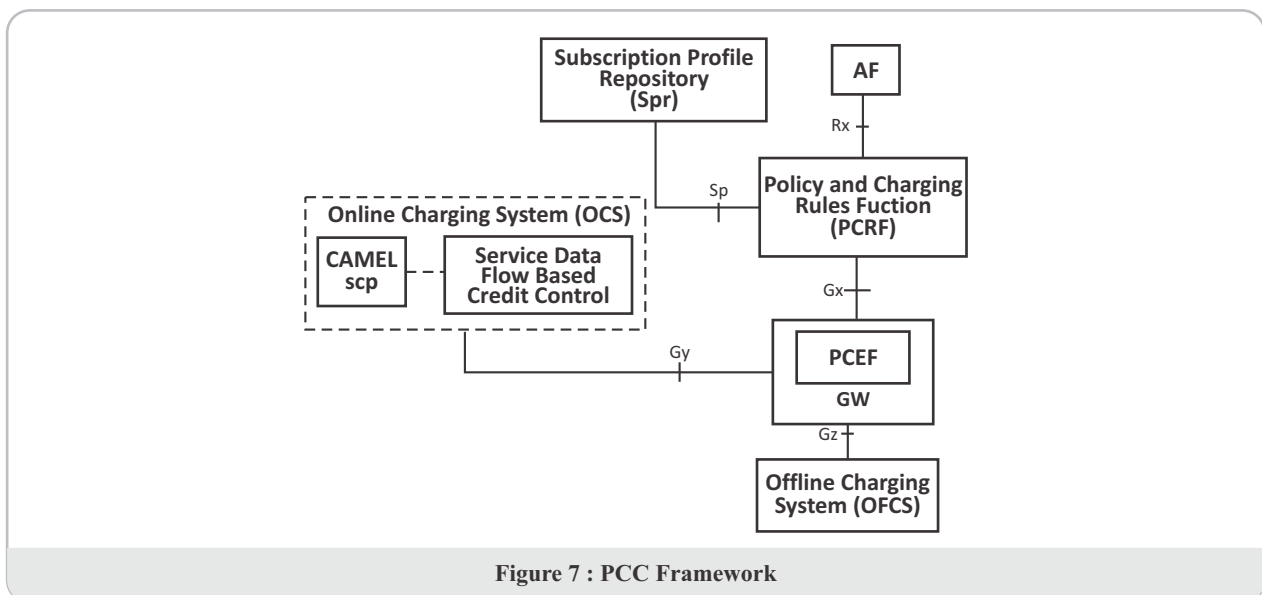 Subscription Profile
Repository
(Spr)
AF
Rx
Policy and Charging
Rules Fuction
(PCRF)
Sp
Online Charging System (OCS)
CAMEL
scp
Service Data
Flow Based
Credit Control
Gx
Gy
PCEF
GW
Gz
Offline Charging
System (OFCS)
Figure 7 : PCC Framework